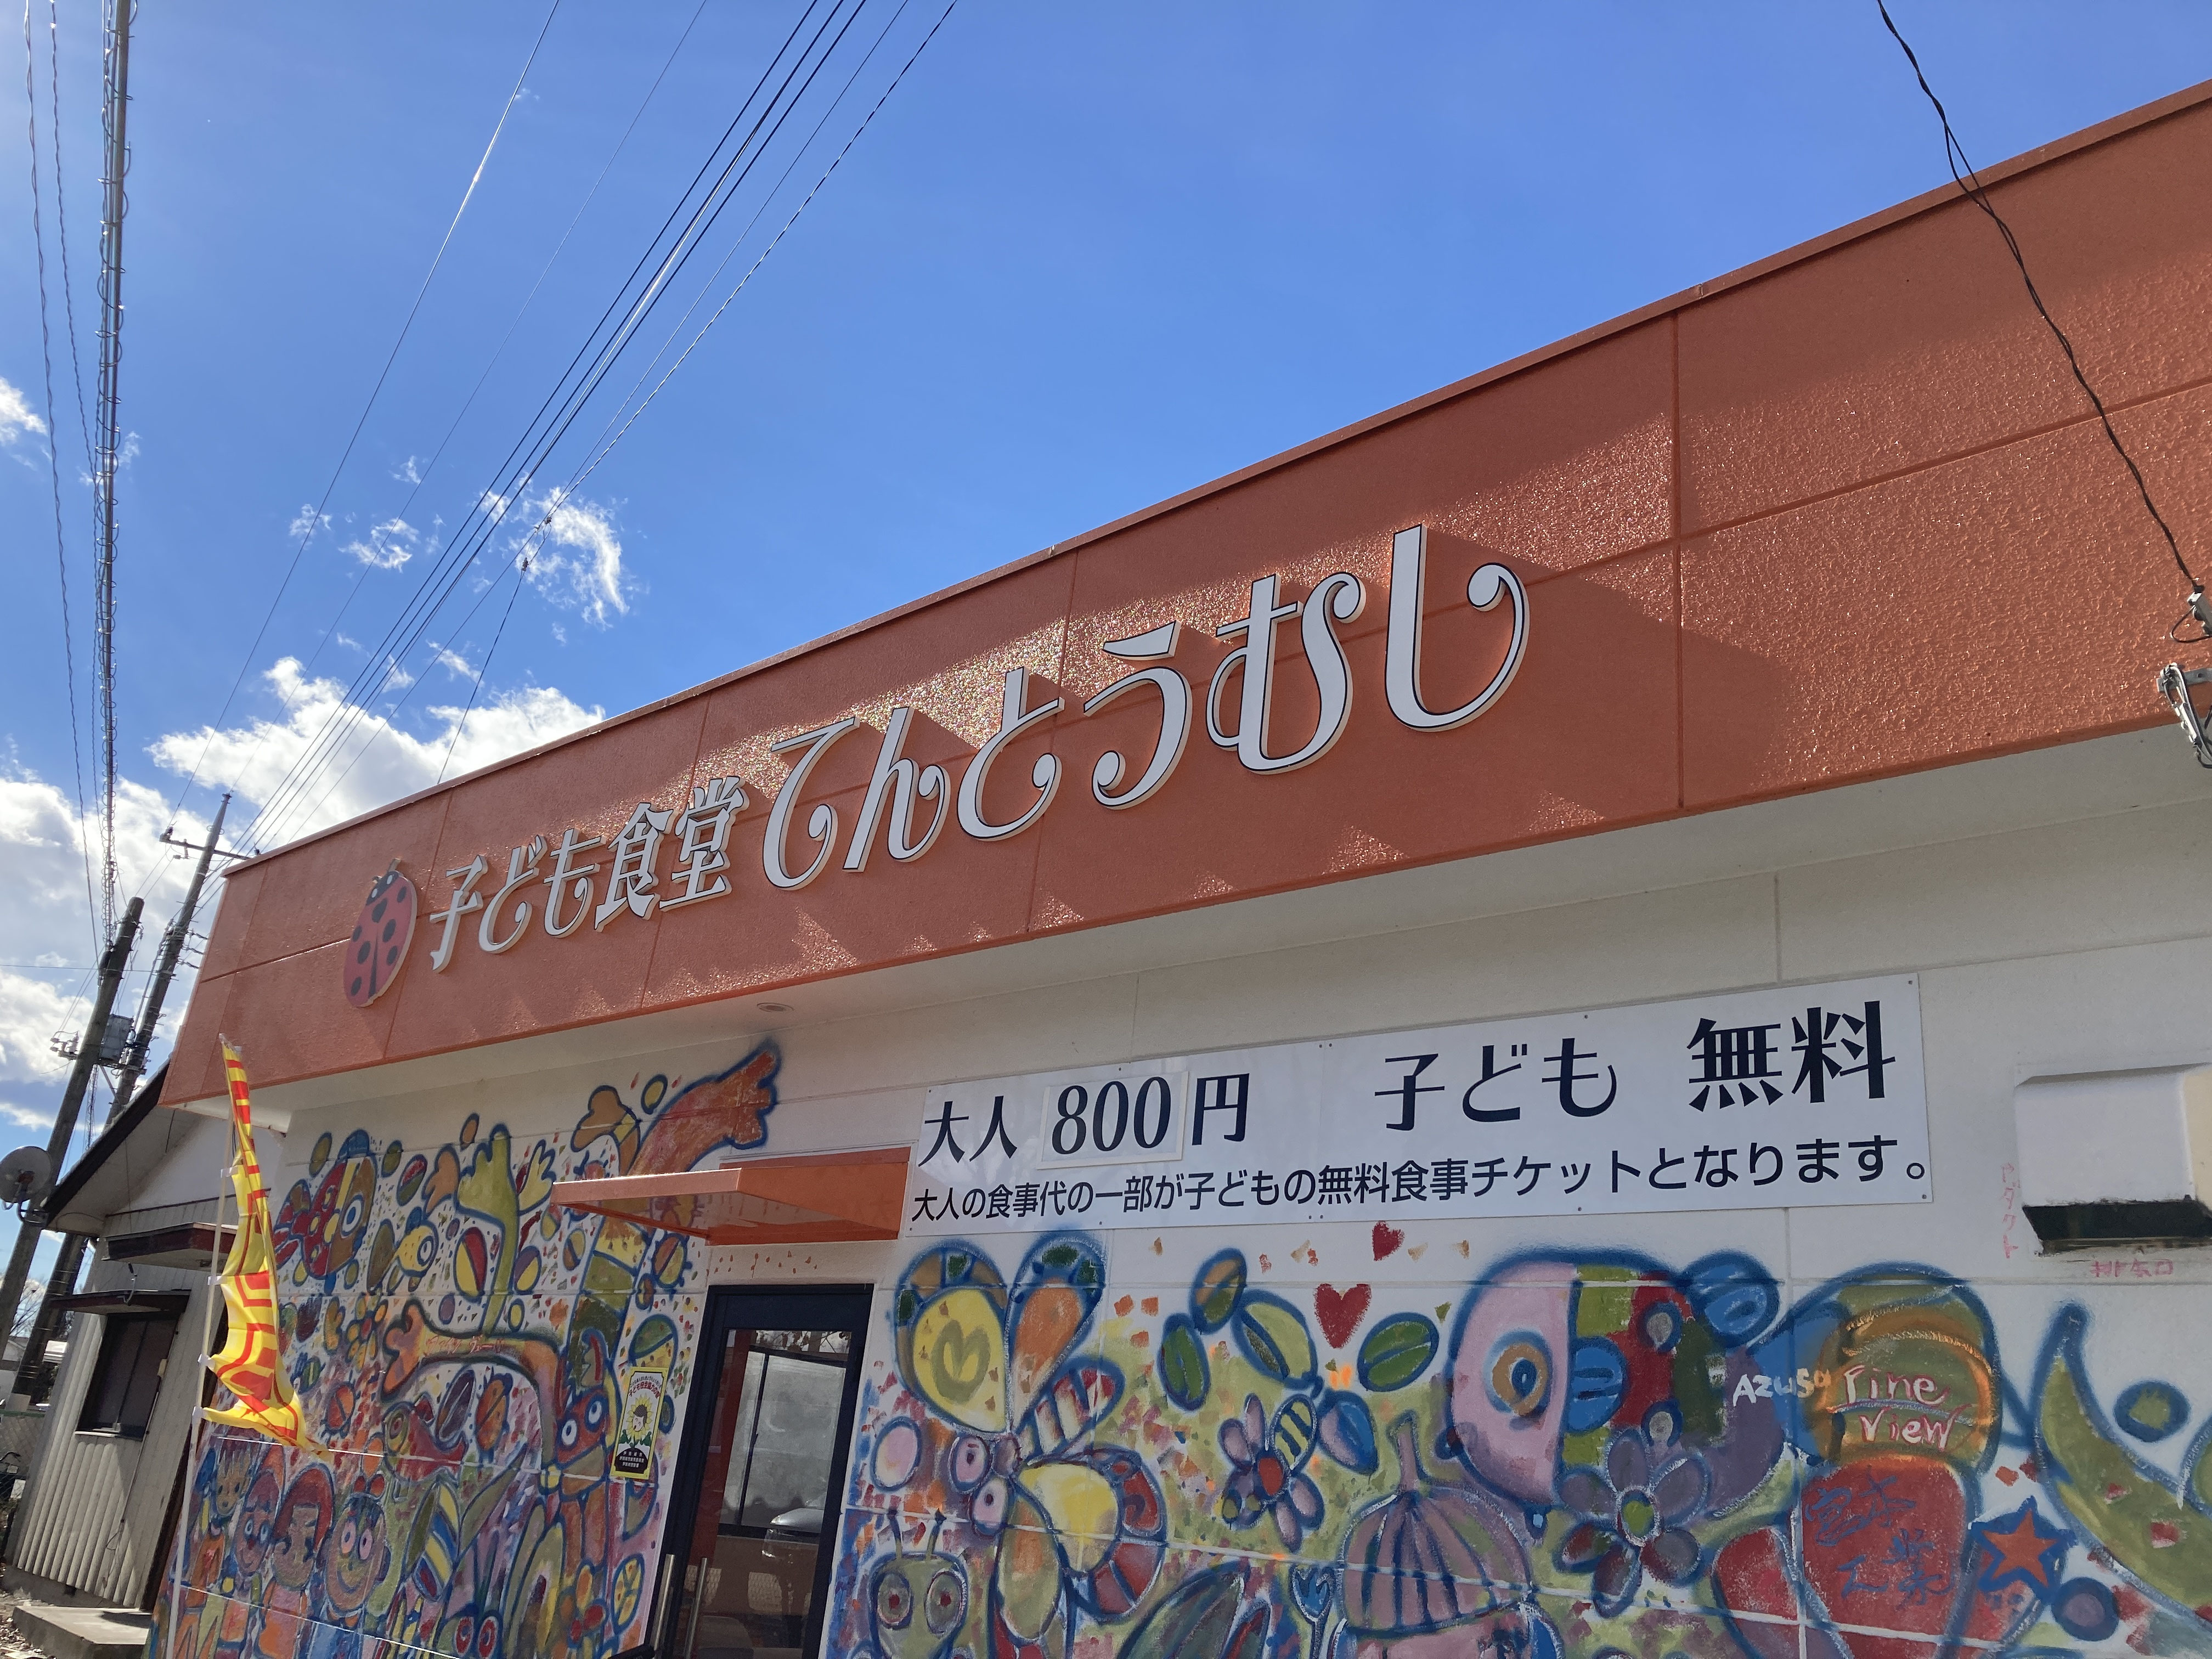 子ども食堂 てんとうむし
大人 800円 子ども 無料
大人の食事代の一部が子どもの無料食事チケットとなります。
Azusa
Pine
View